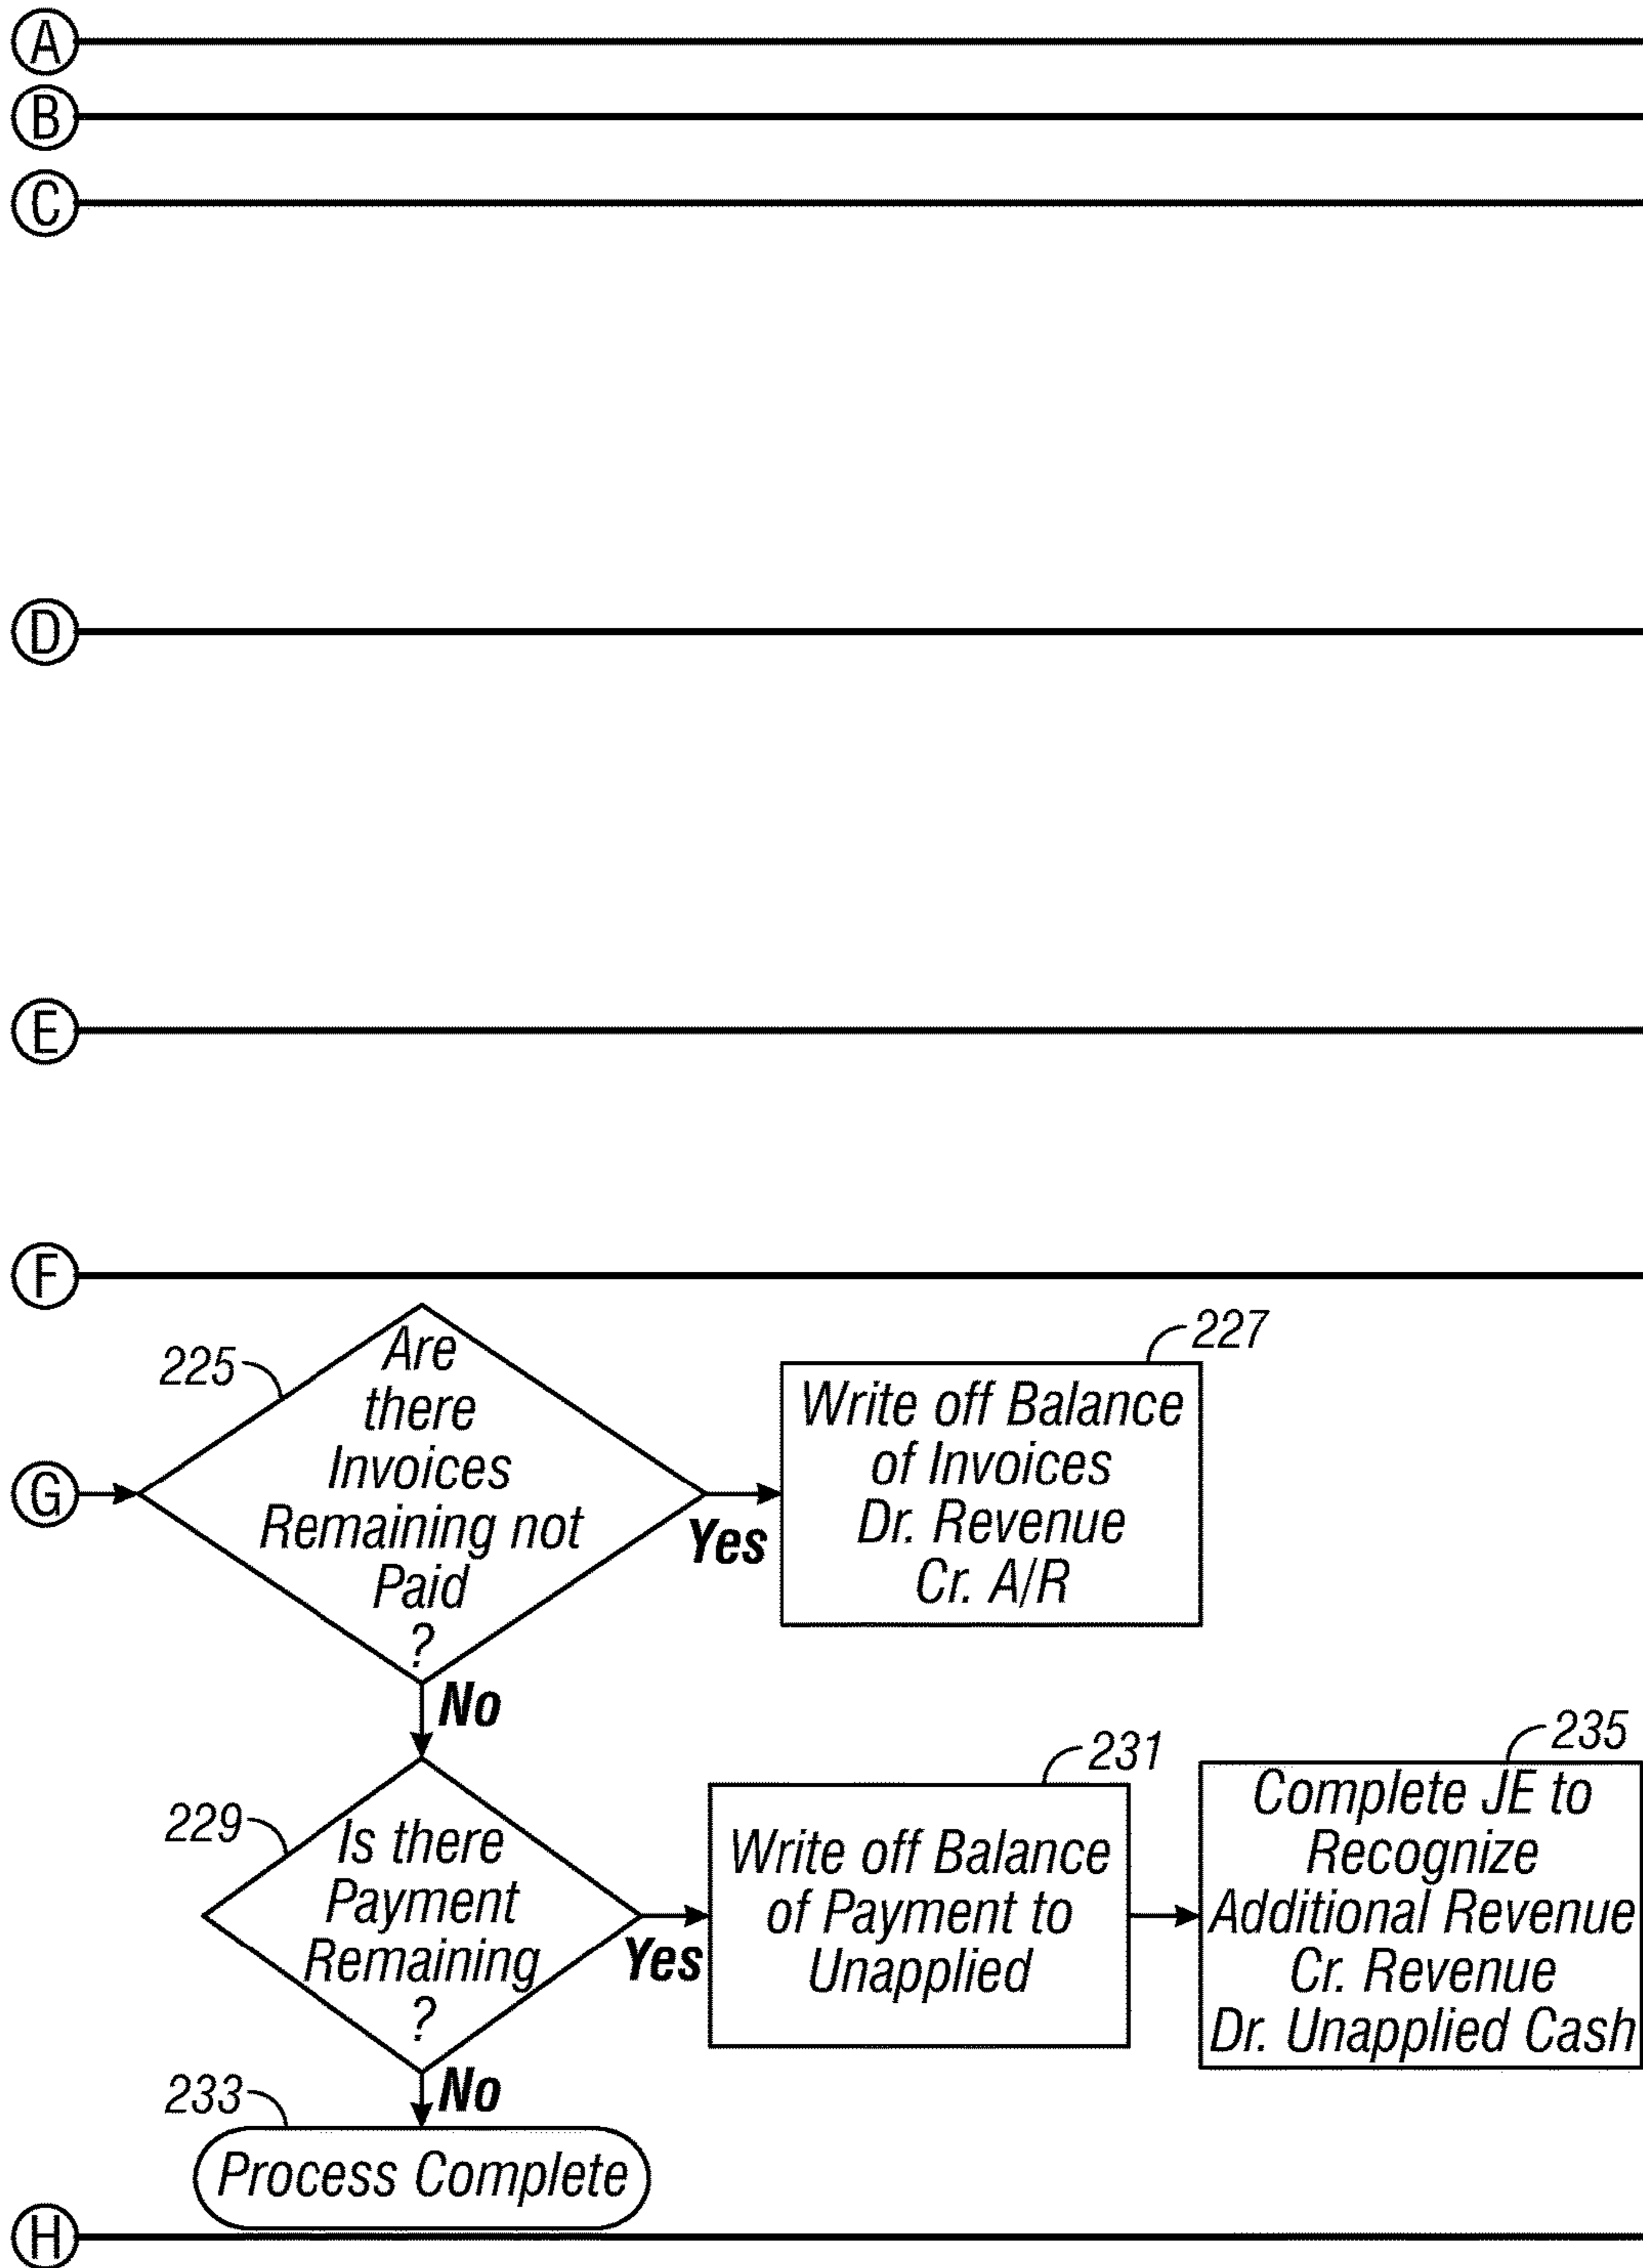 A
B
C
D
E
F
G
225
Are
there
Invoices
Remaining not
Paid
?
Yes
227
Write off Balance
of Invoices
Dr. Revenue
Cr. A/R
No
229
Is there
Payment
Remaining
?
Yes
231
Write off Balance
of Payment to
Unapplied
235
Complete JE to
Recognize
Additional Revenue
Cr. Revenue
Dr. Unapplied Cash
No
233
Process Complete
H